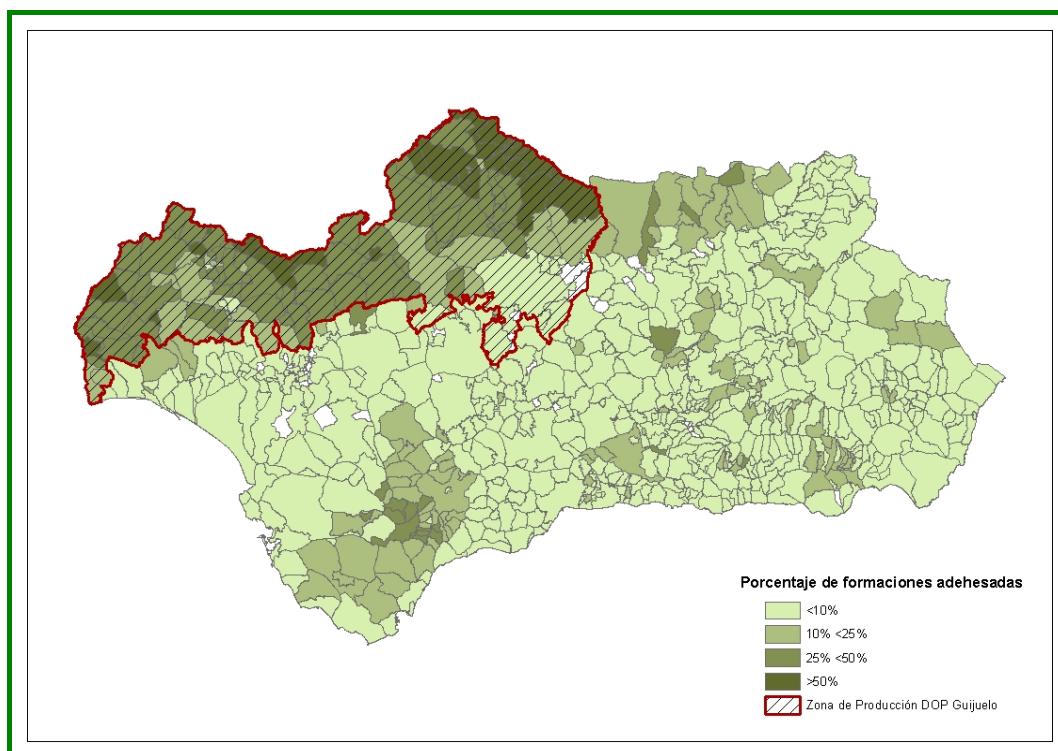 Porcentaje de formaciones adehesadas
<10%
10% <25%
25% <50%
>50%
Zona de Producción DOP Guijuelo